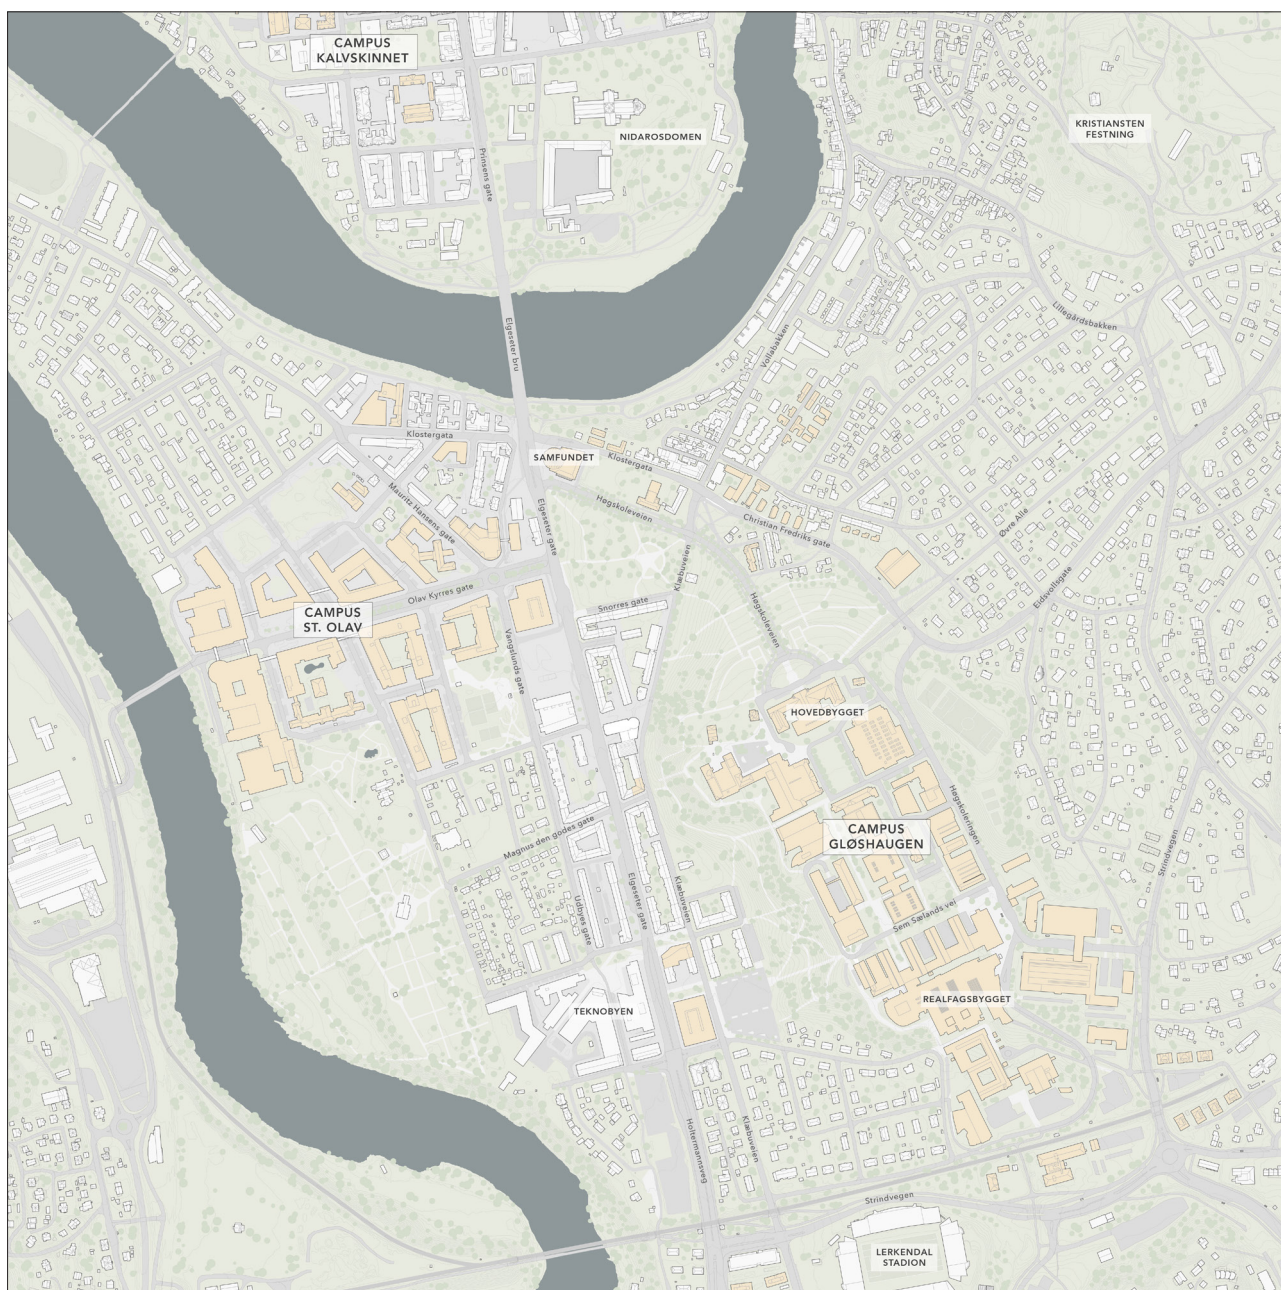 CAMPUS
KALVSKINNET
NIDAROSDOMEN
KRISTIANSTEN
FESTNING
Prinsens gate
Elgeseter bru
Lillegårdsbakken
Vollabakken
Klostergata
SAMFUNDET
Klostergata
Mauritz Hansens gate
Elgeseter gate
Høgskoleveien
Christian Fredriks gate
Øvre Alle
Klæbuveien
Eidsvollsgate
Olav Kyrres gate
Snorres gate
Høgskoleveien
CAMPUS
ST. OLAV
Vangslunds gate
HOVEDBYGGET
Høgskoleringen
CAMPUS
GLØSHAUGEN
Magnus den godes gate
Strindvegen
Elgeseter gate
Klæbuveien
Udbyes gate
Sem Sælands vei
REALFAGSBYGGET
TEKNOBYEN
Holtermannsveg
Klæbuveien
Strindvegen
LERKENDAL
STADION